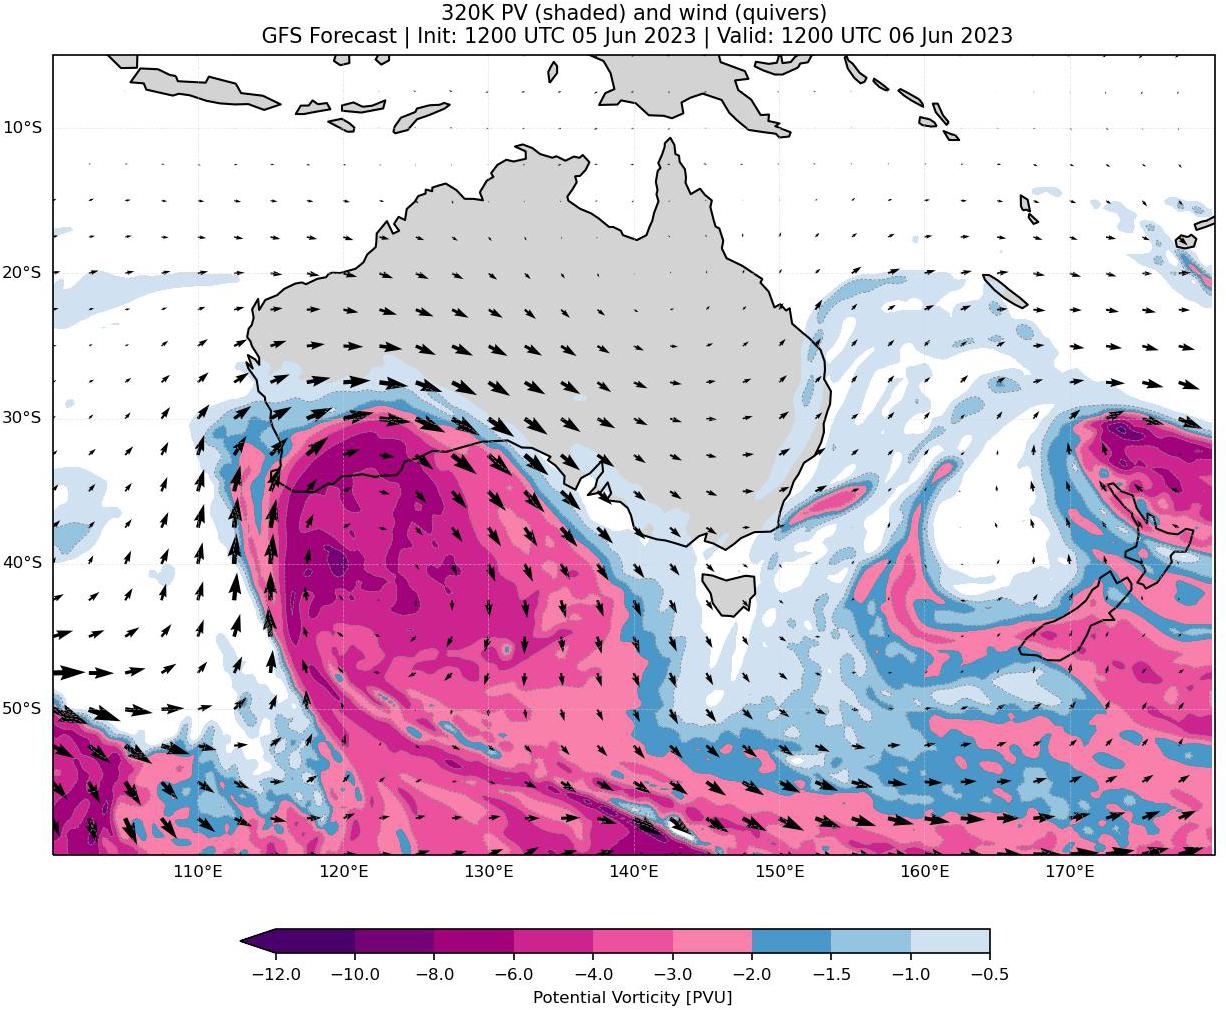 320K PV (shaded) and wind (quivers)
GFS Forecast | Init: 1200 UTC 05 Jun 2023 | Valid: 1200 UTC 06 Jun 2023
10°S
20°S
30°S
40°S
50°S
110°E 120°E 130°E 140°E 150°E 160°E 170°E
−12.0 −10.0 −8.0 −6.0 −4.0 −3.0 −2.0 −1.5 −1.0 −0.5
Potential Vorticity [PVU]